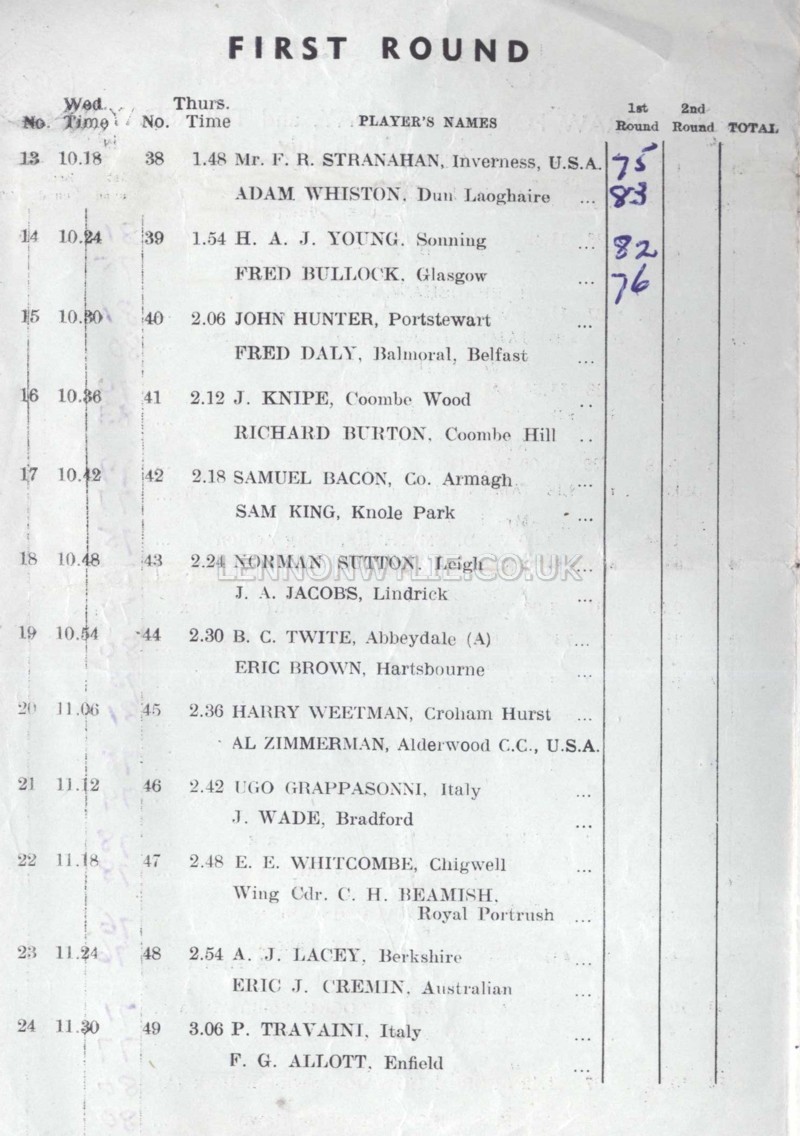 FIRST ROUND
Wed. Thurs. 1st 2nd
No. Time No. Time PLAYER'S NAMES Round Round TOTAL
13 10.18 38 1.48 Mr. F. R. STRANAHAN, Inverness, U.S.A. 75
ADAM WHISTON, Dun Laoghaire ... 83
14 10.24 39 1.54 H. A. J. YOUNG, Sonning ... 82
FRED BULLOCK, Glasgow ... 76
15 10.30 40 2.06 JOHN HUNTER, Portstewart ...
FRED DALY, Balmoral, Belfast ...
16 10.36 41 2.12 J. KNIPE, Coombe Wood ..
RICHARD BURTON, Coombe Hill ..
17 10.42 42 2.18 SAMUEL BACON, Co. Armagh ...
SAM KING, Knole Park ...
18 10.48 43 2.24 NORMAN SUTTON, Leigh ...
LENNONWYLIE.CO.UK
J. A. JACOBS, Lindrick ...
19 10.54 44 2.30 B. C. TWITE, Abbeydale (A) ...
ERIC BROWN, Hartsbourne ...
20 11.06 45 2.36 HARRY WEETMAN, Croham Hurst ...
AL ZIMMERMAN, Alderwood C.C., U.S.A.
21 11.12 46 2.42 UGO GRAPPASONNI, Italy ...
J. WADE, Bradford ...
22 11.18 47 2.48 E. E. WHITCOMBE, Chigwell ...
Wing Cdr. C. H. BEAMISH,
Royal Portrush ...
23 11.24 48 2.54 A. J. LACEY, Berkshire ...
ERIC J. CREMIN, Australian ...
24 11.30 49 3.06 P. TRAVAINI, Italy ...
F. G. ALLOTT, Enfield ...